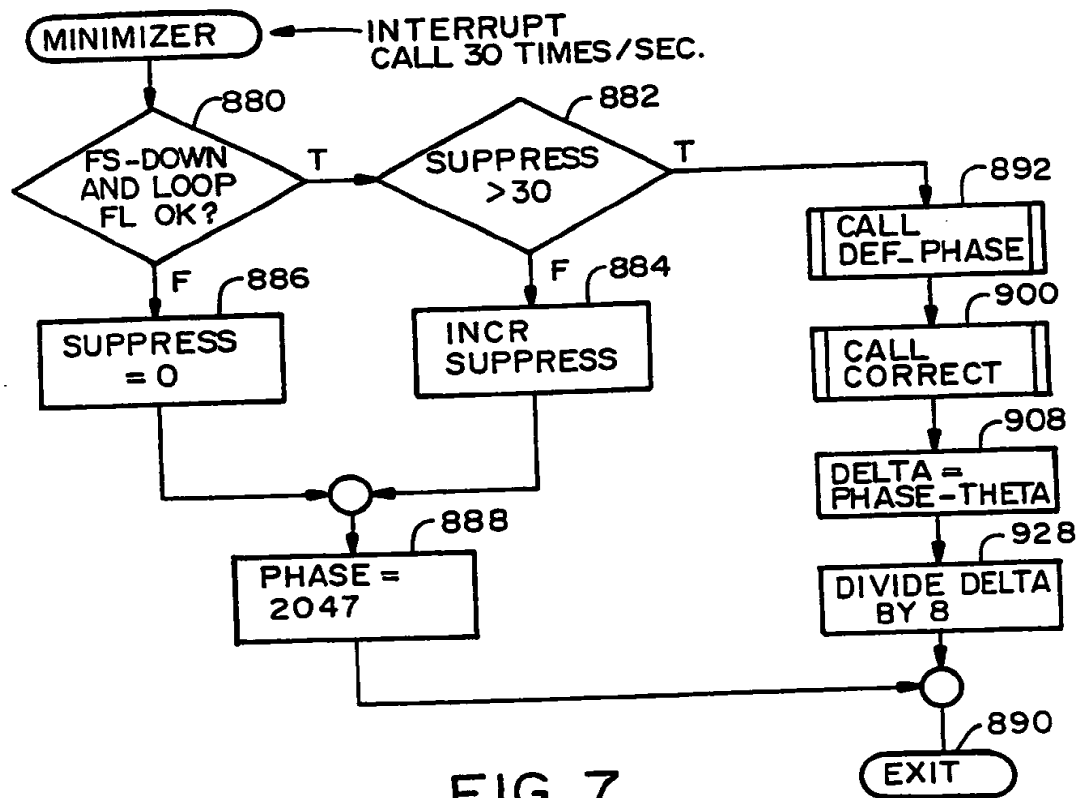 MINIMIZER
INTERRUPT
CALL 30 TIMES/SEC.
880
FS-DOWN
AND LOOP
FL OK?
T
F
882
SUPPRESS
>30
T
F
886
SUPPRESS
= 0
884
INCR
SUPPRESS
888
PHASE =
2047
892
CALL
DEF_PHASE
900
CALL
CORRECT
908
DELTA =
PHASE-THETA
928
DIVIDE DELTA
BY 8
890
EXIT
FIG. 7